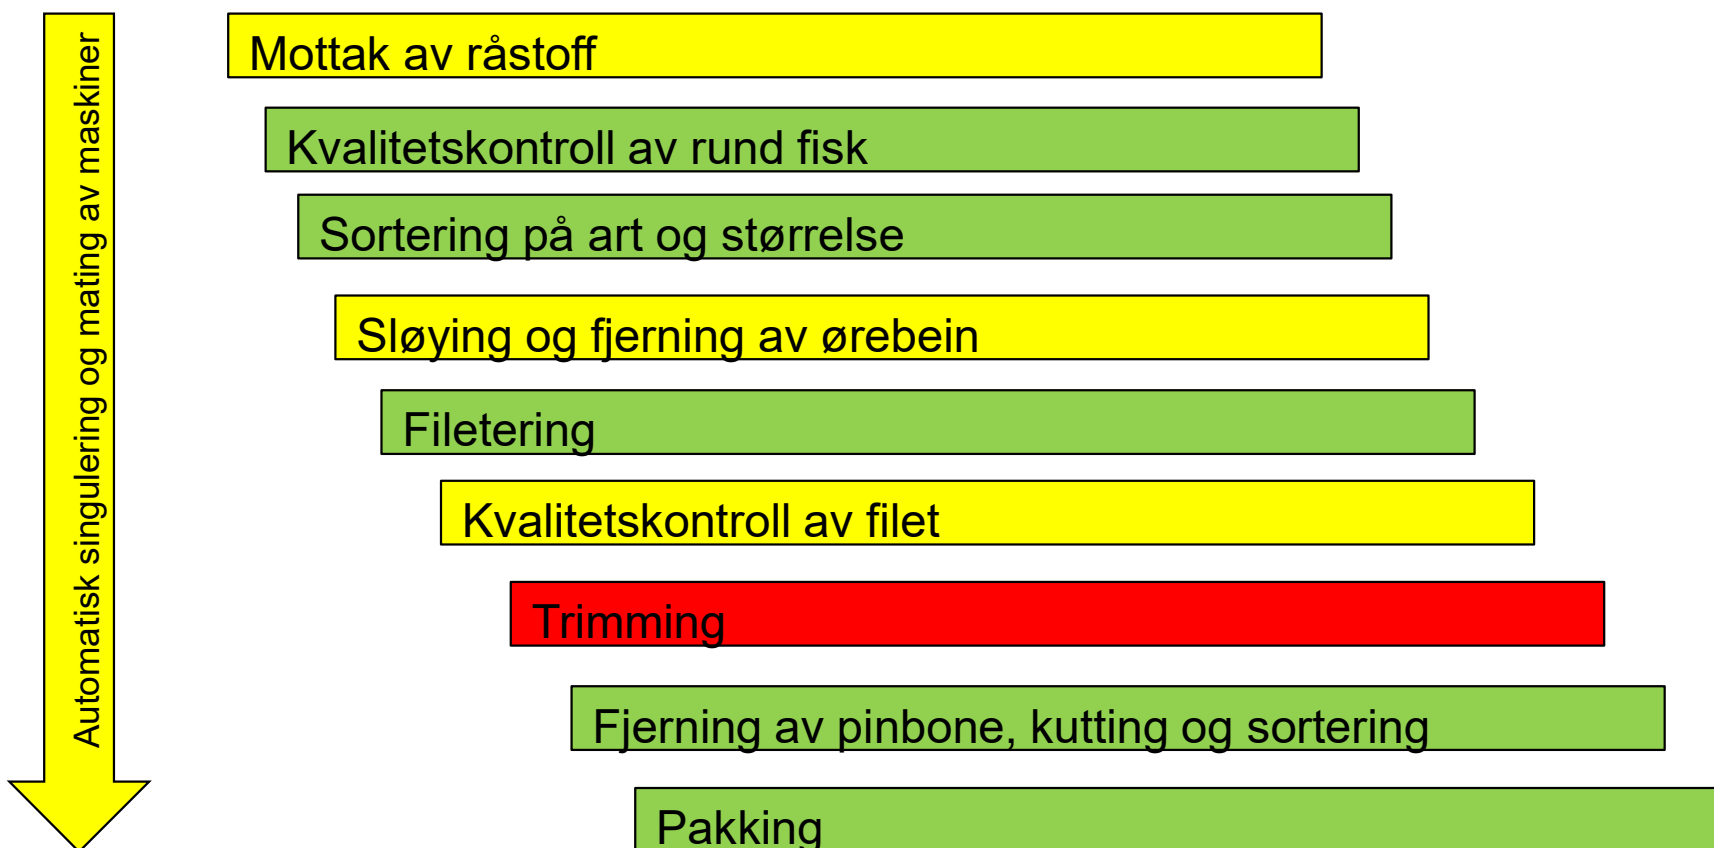 Automatisk singulering og mating av maskiner
Mottak av råstoff
Kvalitetskontroll av rund fisk
Sortering på art og størrelse
Sløying og fjerning av ørebein
Filetering
Kvalitetskontroll av filet
Trimming
Fjerning av pinbone, kutting og sortering
Pakking